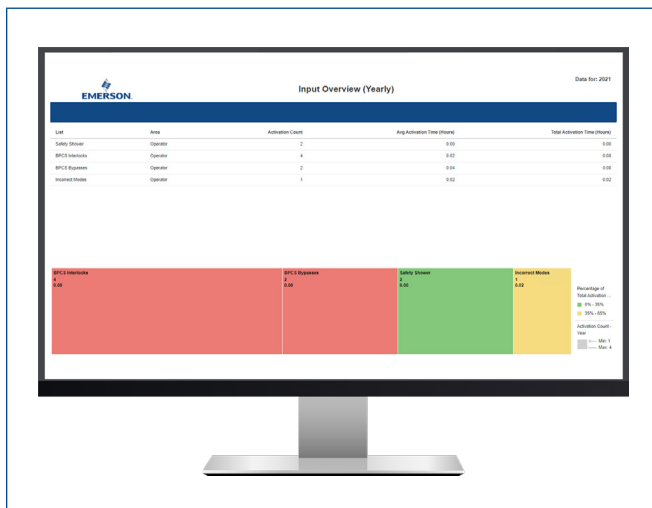 Data for: 2021
EMERSON
Input Overview (Yearly)
List Area Activation Count Avg Activation Time (Hours) Total Activation Time (Hours)
Safety Shower Operator 2 0.00 0.00
BPCS Interlocks Operator 4 0.02 0.08
BPCS Bypasses Operator 2 0.04 0.08
Incorrect Modes Operator 1 0.02 0.02
BPCS Interlocks BPCS Bypasses Safety Shower Incorrect Modes
4 2 2 1
0.08 0.08 0.00 0.02
Percentage of
Total Activation ...
0% - 35%
35% - 65%
Activation Count -
Year
Min: 1
Max: 4